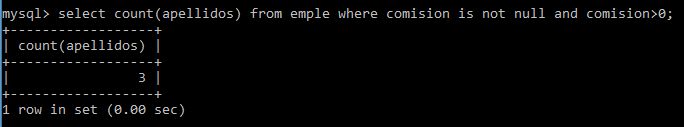 mysql> select count(apellidos) from emple where comision is not null and comision>0;
+------------------+
| count(apellidos) |
+------------------+
|                3 |
+------------------+
1 row in set (0.00 sec)